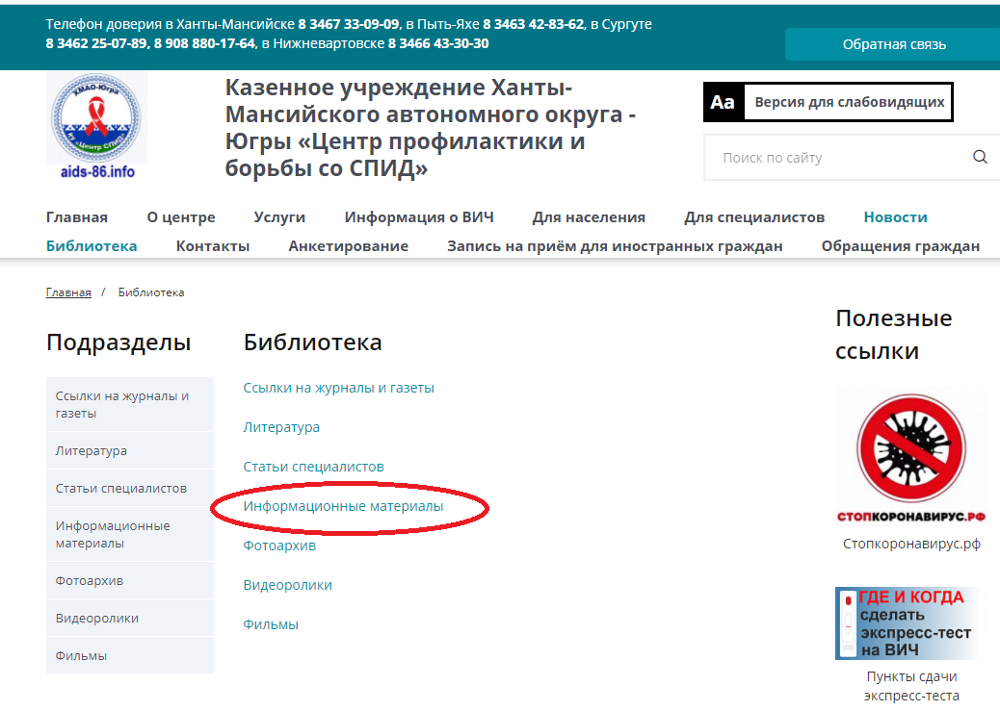 Телефон доверия в Ханты-Мансийске 8 3467 33-09-09, в Пыть-Яхе 8 3463 42-83-62, в Сургуте
8 3462 25-07-89, 8 908 880-17-64, в Нижневартовске 8 3466 43-30-30
Обратная связь
ХМАО-Югра
КУ «Центр СПИД»
aids-86.info
Казенное учреждение Ханты-
Мансийского автономного округа -
Югры «Центр профилактики и
борьбы со СПИД»
Aa Версия для слабовидящих
Поиск по сайту
Главная О центре Услуги Информация о ВИЧ Для населения Для специалистов Новости
Библиотека Контакты Анкетирование Запись на приём для иностранных граждан Обращения граждан
Главная / Библиотека
Подразделы
Ссылки на журналы и
газеты
Литература
Статьи специалистов
Информационные
материалы
Фотоархив
Видеоролики
Фильмы
Библиотека
Ссылки на журналы и газеты
Литература
Статьи специалистов
Информационные материалы
Фотоархив
Видеоролики
Фильмы
Полезные
ссылки
СТОПКОРОНАВИРУС.РФ
Стопкоронавирус.рф
ГДЕ И КОГДА
сделать
экспресс-тест
на ВИЧ
Пункты сдачи
экспресс-теста